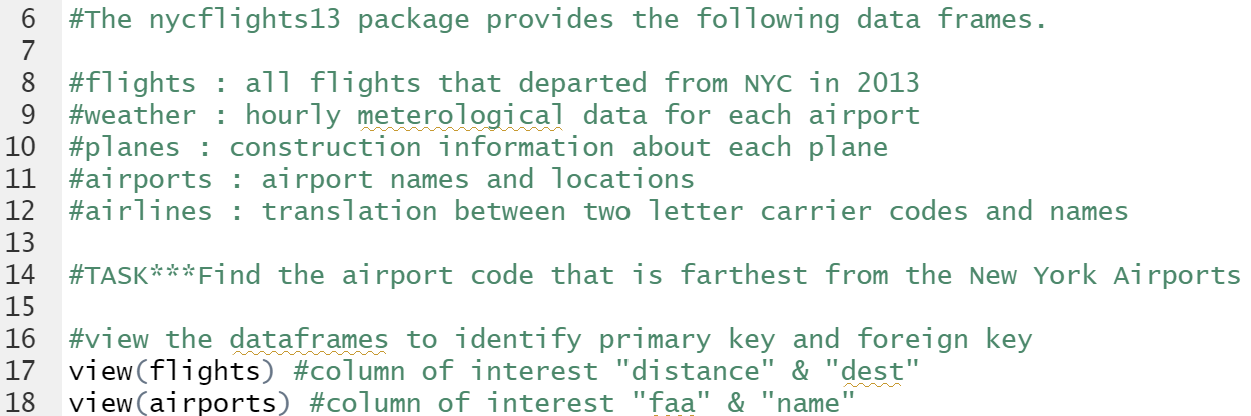 6 #The nycflights13 package provides the following data frames.
7
8 #flights : all flights that departed from NYC in 2013
9 #weather : hourly meterological data for each airport
10 #planes : construction information about each plane
11 #airports : airport names and locations
12 #airlines : translation between two letter carrier codes and names
13
14 #TASK***Find the airport code that is farthest from the New York Airports
15
16 #view the dataframes to identify primary key and foreign key
17 view(flights) #column of interest "distance" & "dest"
18 view(airports) #column of interest "faa" & "name"